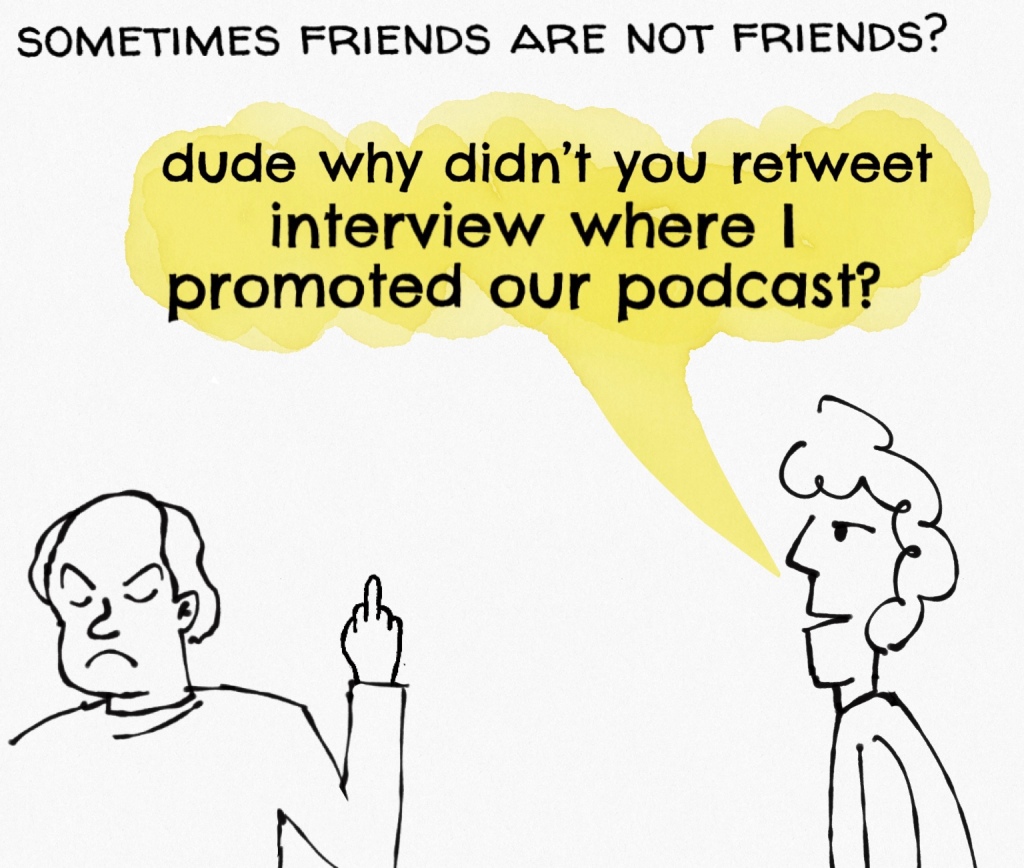 SOMETIMES FRIENDS ARE NOT FRIENDS?
dude why didn't you retweet
interview where I
promoted our podcast?